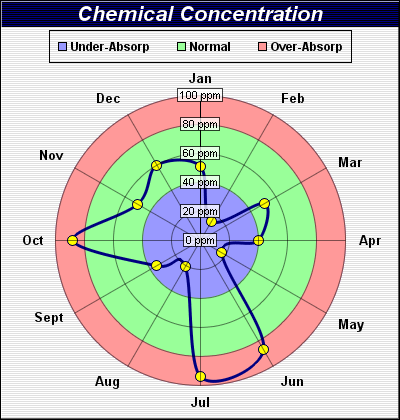 Chemical Concentration
Under-Absorp Normal Over-Absorp
Jan
Dec Feb
100 ppm
80 ppm
Nov Mar
60 ppm
40 ppm
20 ppm
Oct 0 ppm Apr
Sept May
Aug Jun
Jul